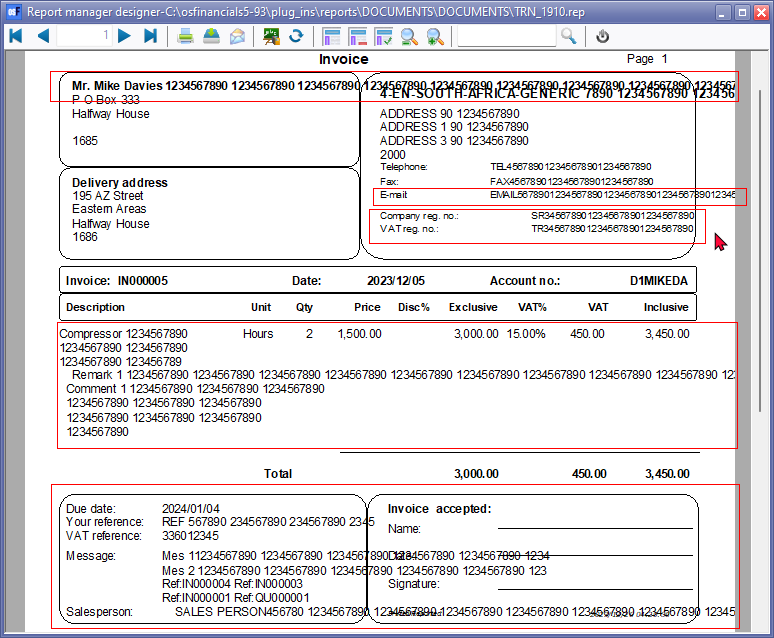 Report manager designer-C:\osfinancials5-93\plug_ins\reports\DOCUMENTS\DOCUMENTS\TRN_1910.rep
1
Invoice
Page 1
Mr. Mike Davies 1234567890 1234567890 1234567890 1234567890 1234567890 1234567890 1234567890 1234567
P O Box 333
Halfway House
1685
4-EN-SOUTH-AFRICA-GENERIC 7890 1234567890 123456
ADDRESS 90 1234567890
ADDRESS 1 90 1234567890
ADDRESS 3 90 1234567890
2000
Telephone: TEL456789012345678901234567890
Fax: FAX456789012345678901234567890
E-mail EMAIL56789012345678901234567890123456789012345
Company reg. no.: SR3456789012345678901234567890
VAT reg. no.: TR3456789012345678901234567890
Delivery address
195 AZ Street
Eastern Areas
Halfway House
1686
Invoice: IN000005 Date: 2023/12/05 Account no.: D1MIKEDA
Description Unit Qty Price Disc% Exclusive VAT% VAT Inclusive
Compressor 1234567890 Hours 2 1,500.00 3,000.00 15.00% 450.00 3,450.00
1234567890 1234567890
1234567890 123456789
Remark 1 1234567890 1234567890 1234567890 1234567890 1234567890 1234567890 1234567890 1234567890 1234567890 12
Comment 1 1234567890 1234567890 1234567890
1234567890 1234567890 1234567890
1234567890 1234567890 1234567890
1234567890
Total 3,000.00 450.00 3,450.00
Due date: 2024/01/04
Your reference: REF 567890 234567890 234567890 2345
VAT reference: 336012345
Message: Mes 11234567890 1234567890 1234567890 1234567890 1234567890 1234
Mes 2 1234567890 1234567890 1234567890 1234567890 1234567890 123
Ref:IN000004 Ref:IN000003
Ref:IN000001 Ref:QU000001
Salesperson: SALES PERSON456780 1234567890 1234567890 1234567890 1234567890 1234567890 1234567890 12345
Invoice accepted:
Name:
Date:
Signature: